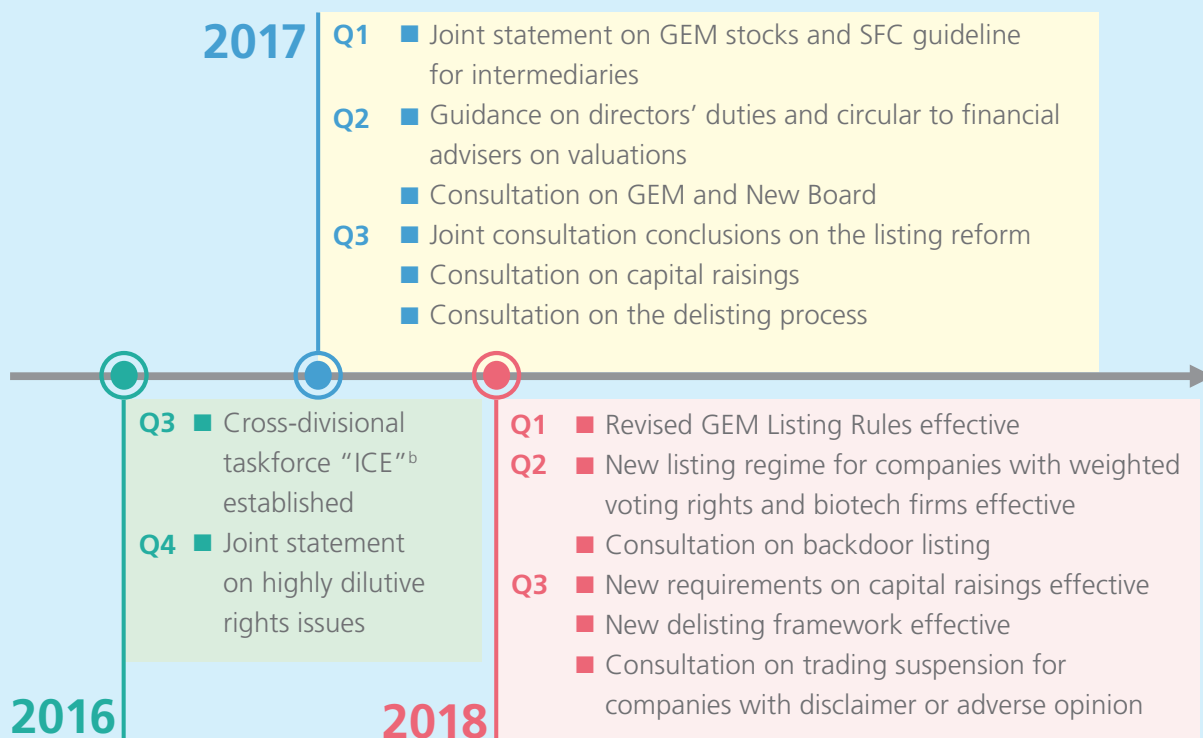 2017
Q1 ■ Joint statement on GEM stocks and SFC guideline
for intermediaries
Q2 ■ Guidance on directors’ duties and circular to financial
advisers on valuations
■ Consultation on GEM and New Board
Q3 ■ Joint consultation conclusions on the listing reform
■ Consultation on capital raisings
■ Consultation on the delisting process
2016
Q3 ■ Cross-divisional
taskforce “ICE”ᵇ
established
Q4 ■ Joint statement
on highly dilutive
rights issues
2018
Q1 ■ Revised GEM Listing Rules effective
Q2 ■ New listing regime for companies with weighted
voting rights and biotech firms effective
■ Consultation on backdoor listing
Q3 ■ New requirements on capital raisings effective
■ New delisting framework effective
■ Consultation on trading suspension for
companies with disclaimer or adverse opinion